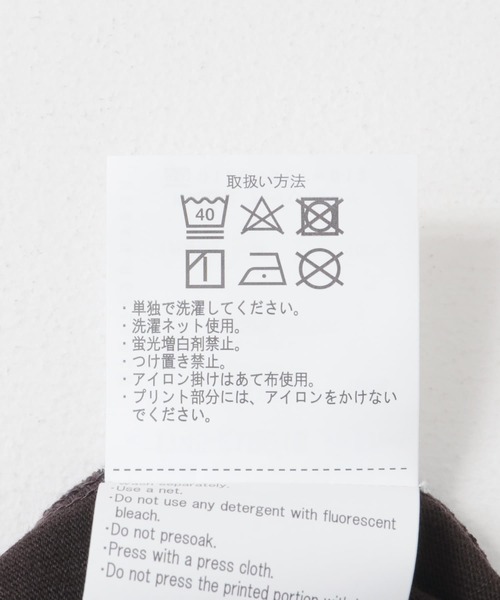 取扱い方法
40
・単独で洗濯してください。
・洗濯ネット使用。
・蛍光増白剤禁止。
・つけ置き禁止。
・アイロン掛けはあて布使用。
・プリント部分には、アイロンをかけない
でください。
separately.
・Use a net.
・Do not use any detergent with fluorescent
bleach.
・Do not presoak.
・Press with a press cloth.
・Do not press the printed portion with